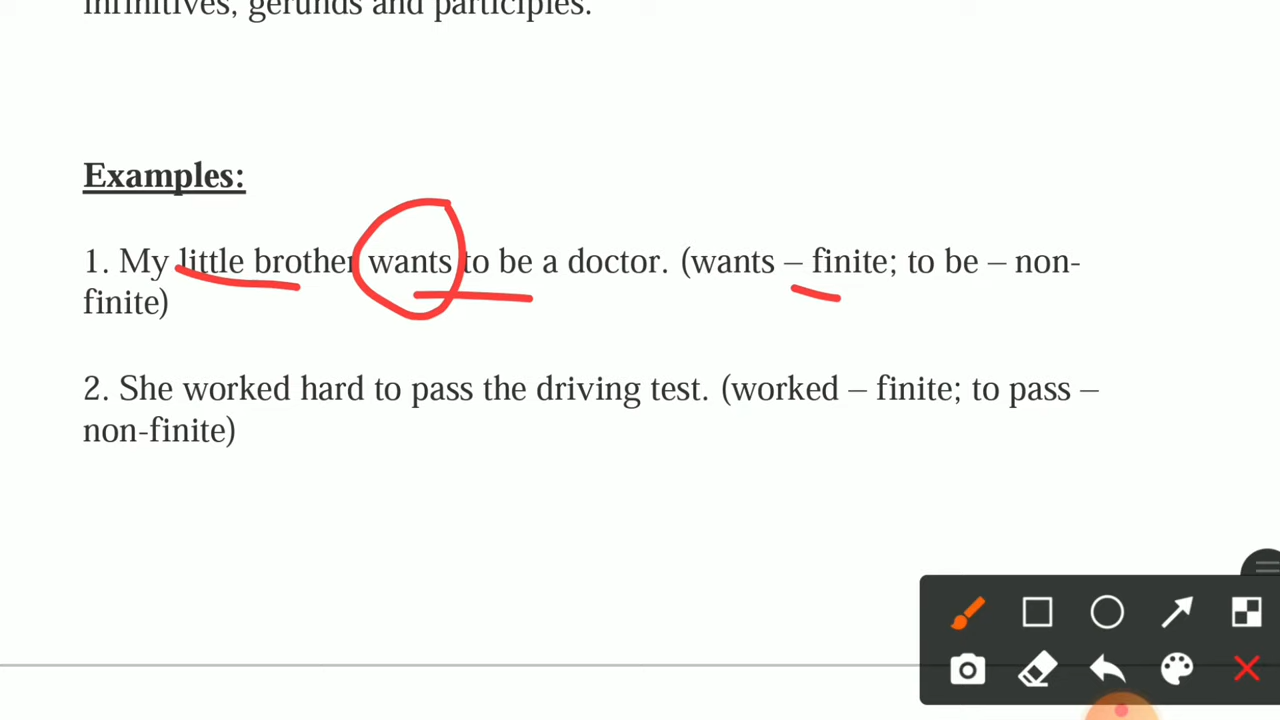 infinitives, gerunds and participles.
Examples:
1. My little brother wants to be a doctor. (wants – finite; to be – non-
finite)
2. She worked hard to pass the driving test. (worked – finite; to pass –
non-finite)